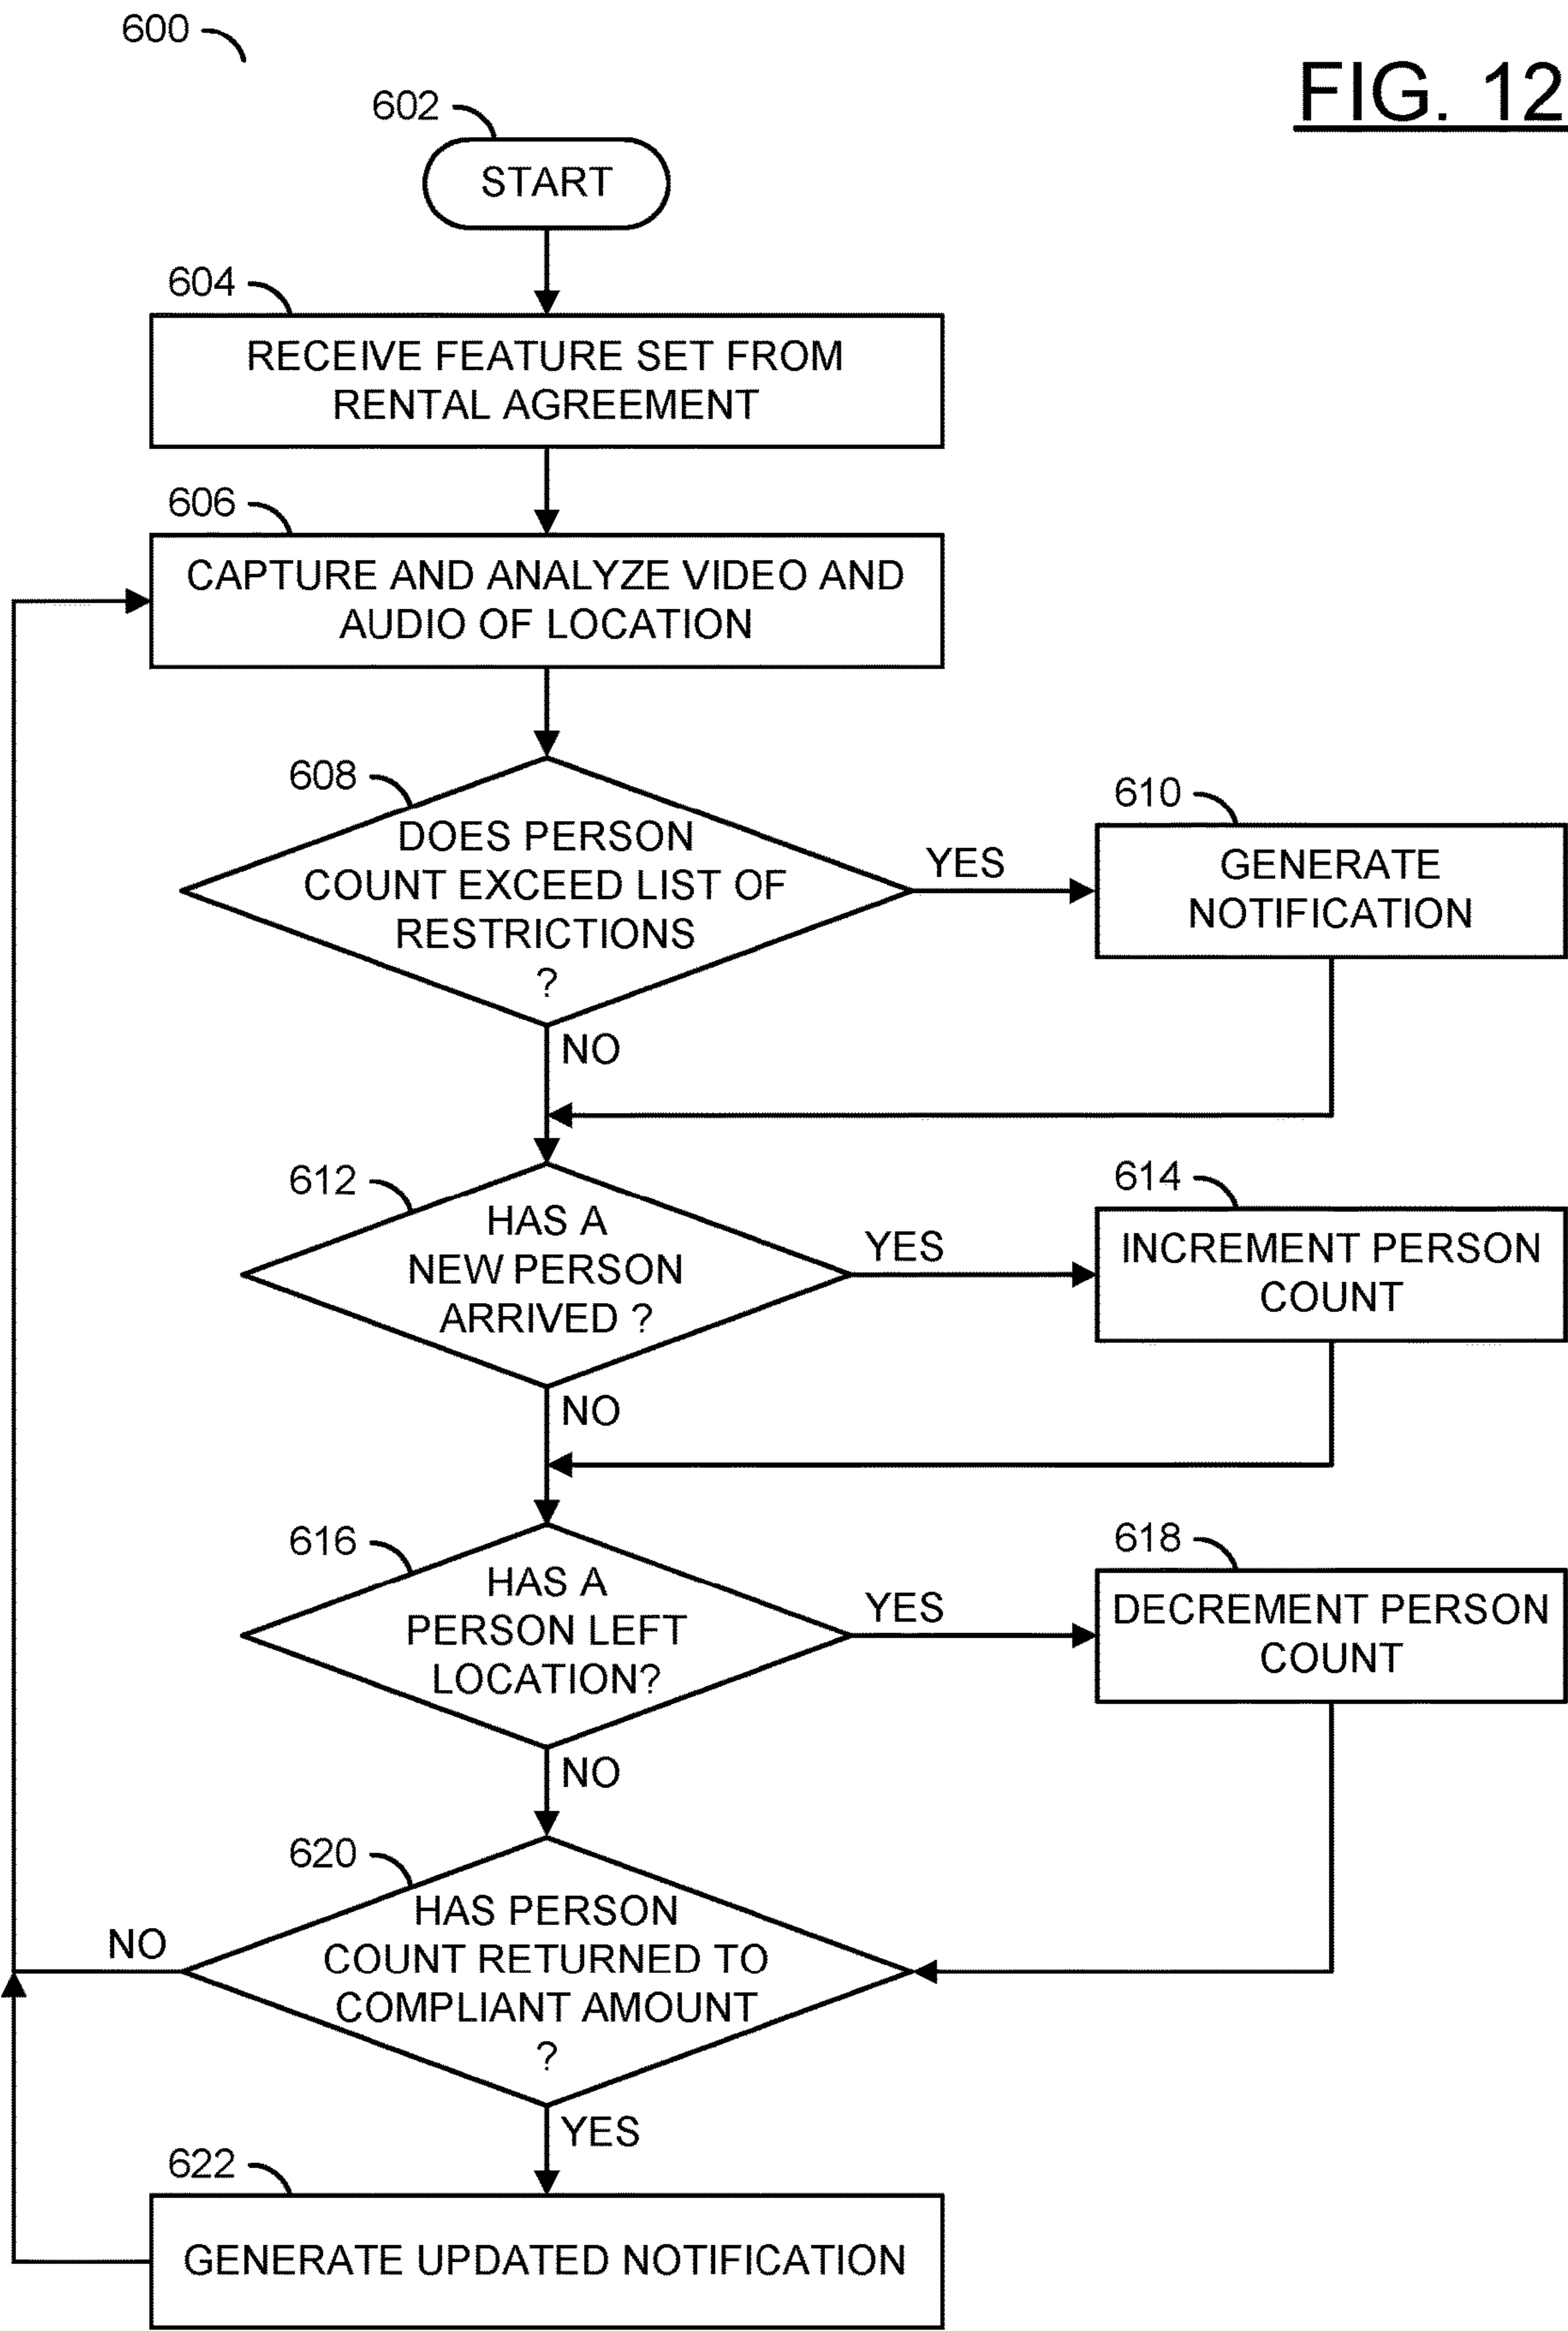 600
FIG. 12
602
START
604
RECEIVE FEATURE SET FROM
RENTAL AGREEMENT
606
CAPTURE AND ANALYZE VIDEO AND
AUDIO OF LOCATION
608
DOES PERSON
COUNT EXCEED LIST OF
RESTRICTIONS
?
YES
610
GENERATE
NOTIFICATION
NO
612
HAS A
NEW PERSON
ARRIVED ?
YES
614
INCREMENT PERSON
COUNT
NO
616
HAS A
PERSON LEFT
LOCATION?
YES
618
DECREMENT PERSON
COUNT
NO
620
HAS PERSON
COUNT RETURNED TO
COMPLIANT AMOUNT
?
NO
YES
622
GENERATE UPDATED NOTIFICATION